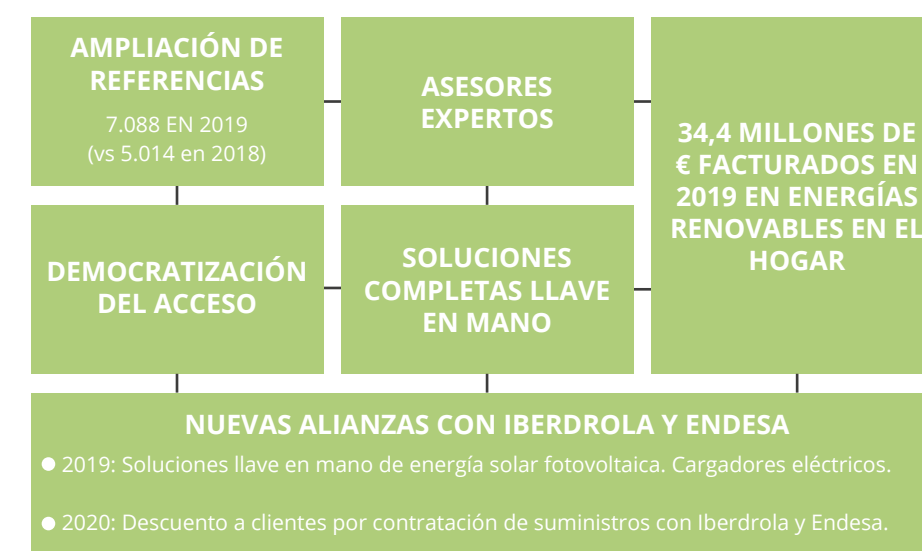 AMPLIACIÓN DE
REFERENCIAS
7.088 EN 2019
(vs 5.014 en 2018)
ASESORES
EXPERTOS
34,4 MILLONES DE
€ FACTURADOS EN
2019 EN ENERGÍAS
RENOVABLES EN EL
HOGAR
DEMOCRATIZACIÓN
DEL ACCESO
SOLUCIONES
COMPLETAS LLAVE
EN MANO
NUEVAS ALIANZAS CON IBERDROLA Y ENDESA
● 2019: Soluciones llave en mano de energía solar fotovoltaica. Cargadores eléctricos.
● 2020: Descuento a clientes por contratación de suministros con Iberdrola y Endesa.